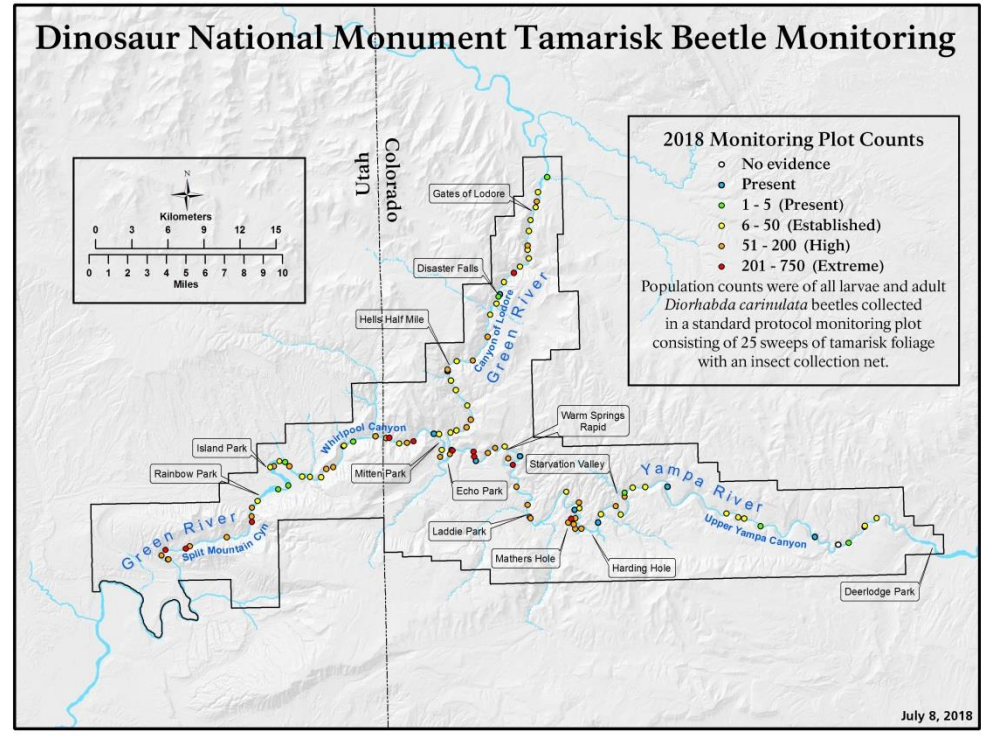 Dinosaur National Monument Tamarisk Beetle Monitoring
N
Kilometers
0 3 6 9 12 15
0 1 2 3 4 5 6 7 8 9 10
Miles
Utah
Colorado
2018 Monitoring Plot Counts
No evidence
Present
1 - 5 (Present)
6 - 50 (Established)
51 - 200 (High)
201 - 750 (Extreme)
Population counts were of all larvae and adult
Diorhabda carinulata beetles collected
in a standard protocol monitoring plot
consisting of 25 sweeps of tamarisk foliage
with an insect collection net.
Gates of Lodore
Disaster Falls
Canyon of Lodore
Green River
Hells Half Mile
Warm Springs
Rapid
Whirlpool Canyon
Island Park
Rainbow Park
Mitten Park
Echo Park
Starvation Valley
Yampa River
Upper Yampa Canyon
Green River
Split Mountain Cyn
Laddie Park
Mathers Hole
Harding Hole
Deerlodge Park
July 8, 2018